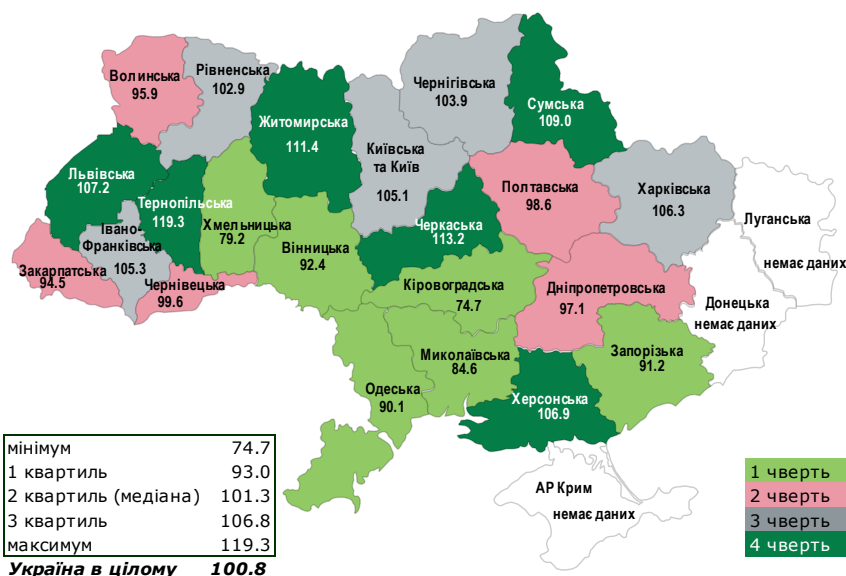 Волинська
95.9
Рівненська
102.9
Житомирська
111.4
Київська
та Київ
105.1
Чернігівська
103.9
Сумська
109.0
Львівська
107.2
Тернопільська
119.3
Хмельницька
79.2
Вінницька
92.4
Черкаська
113.2
Полтавська
98.6
Харківська
106.3
Луганська
немає даних
Закарпатська
94.5
Івано-
Франківська
105.3
Чернівецька
99.6
Кіровоградська
74.7
Дніпропетровська
97.1
Донецька
немає даних
Одеська
90.1
Миколаївська
84.6
Херсонська
106.9
Запорізька
91.2
АР Крим
немає даних
мінімум 74.7
1 квартиль 93.0
2 квартиль (медіана) 101.3
3 квартиль 106.8
максимум 119.3
Україна в цілому 100.8
1 чверть
2 чверть
3 чверть
4 чверть